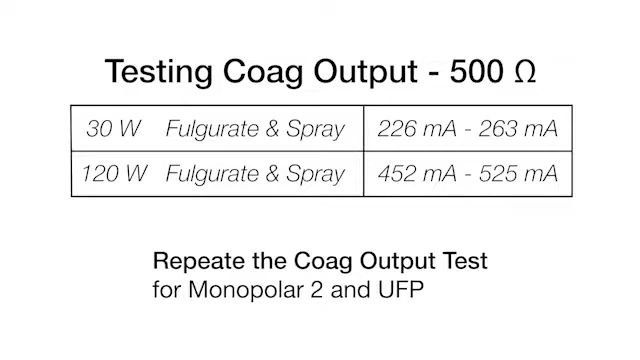 Testing Coag Output - 500 Ω
30 W Fulgurate & Spray 226 mA - 263 mA
120 W Fulgurate & Spray 452 mA - 525 mA
Repeate the Coag Output Test
for Monopolar 2 and UFP